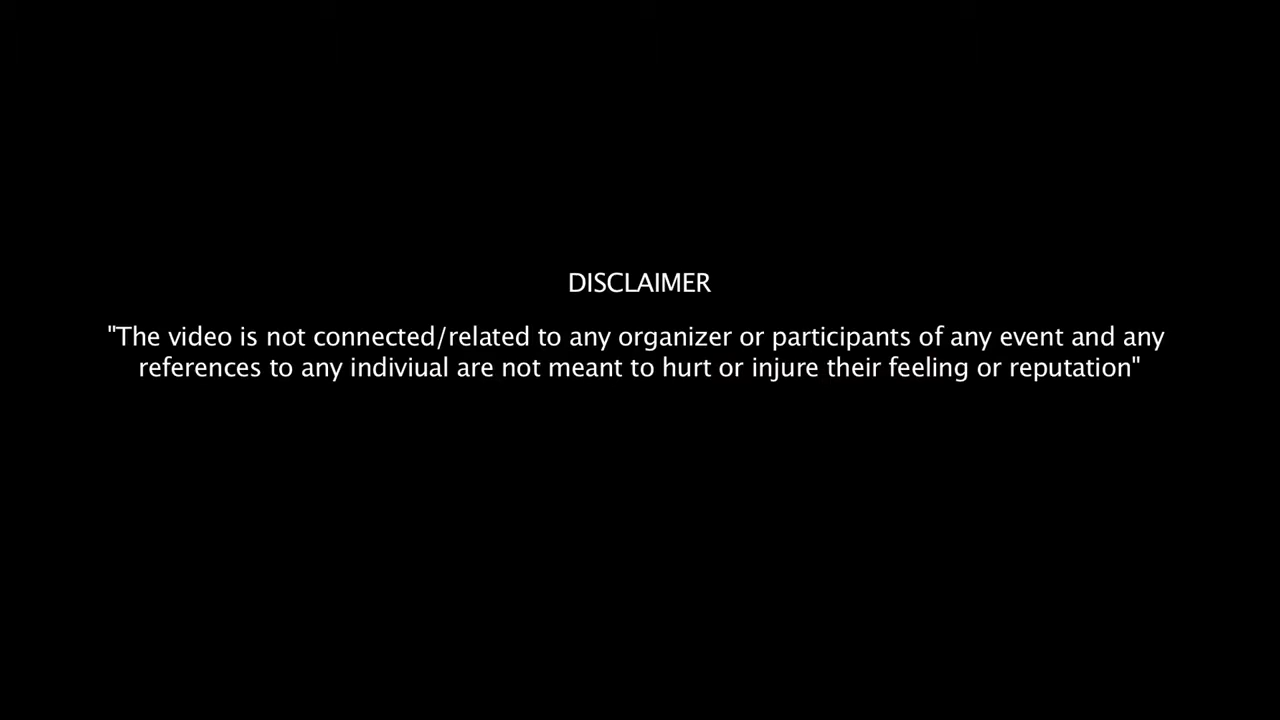 DISCLAIMER
"The video is not connected/related to any organizer or participants of any event and any
references to any indiviual are not meant to hurt or injure their feeling or reputation"